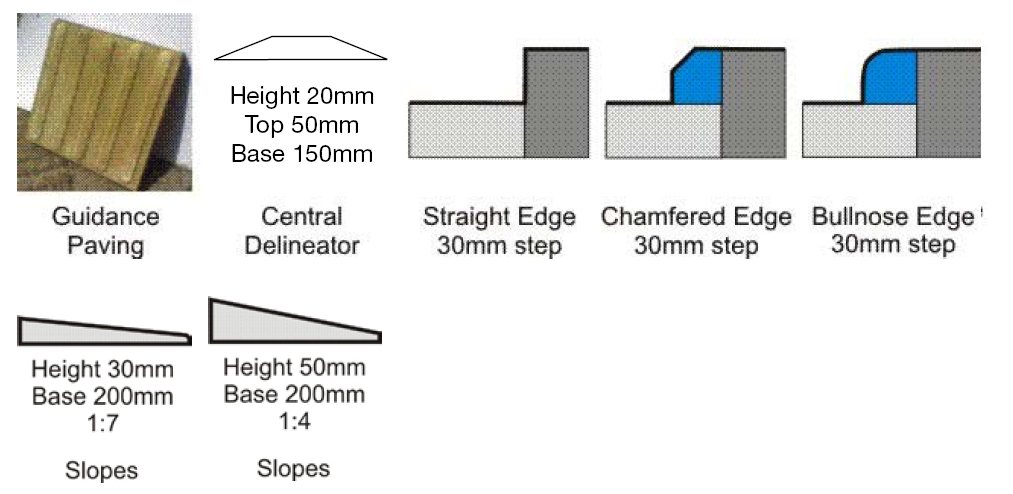 Height 20mm
Top 50mm
Base 150mm
Guidance
Paving
Central
Delineator
Straight Edge
30mm step
Chamfered Edge
30mm step
Bullnose Edge
30mm step
Height 30mm
Base 200mm
1:7
Slopes
Height 50mm
Base 200mm
1:4
Slopes